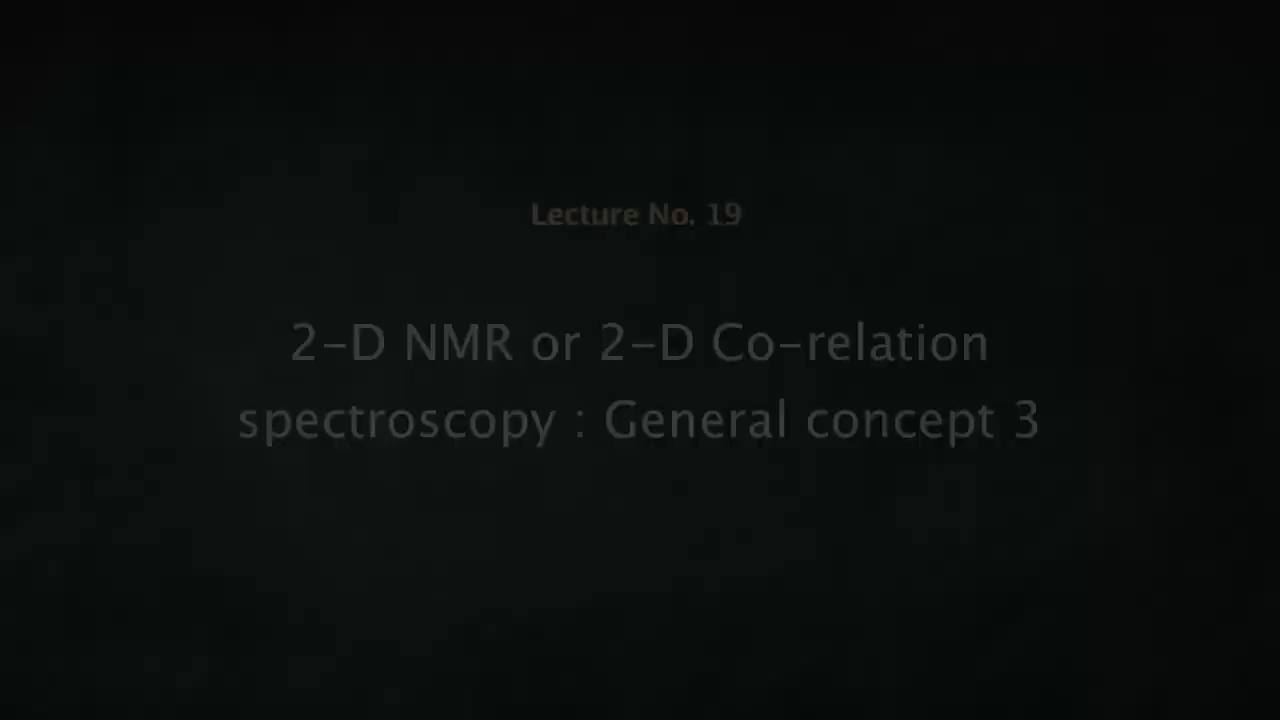 Lecture No. 19
2-D NMR or 2-D Co-relation
spectroscopy : General concept 3